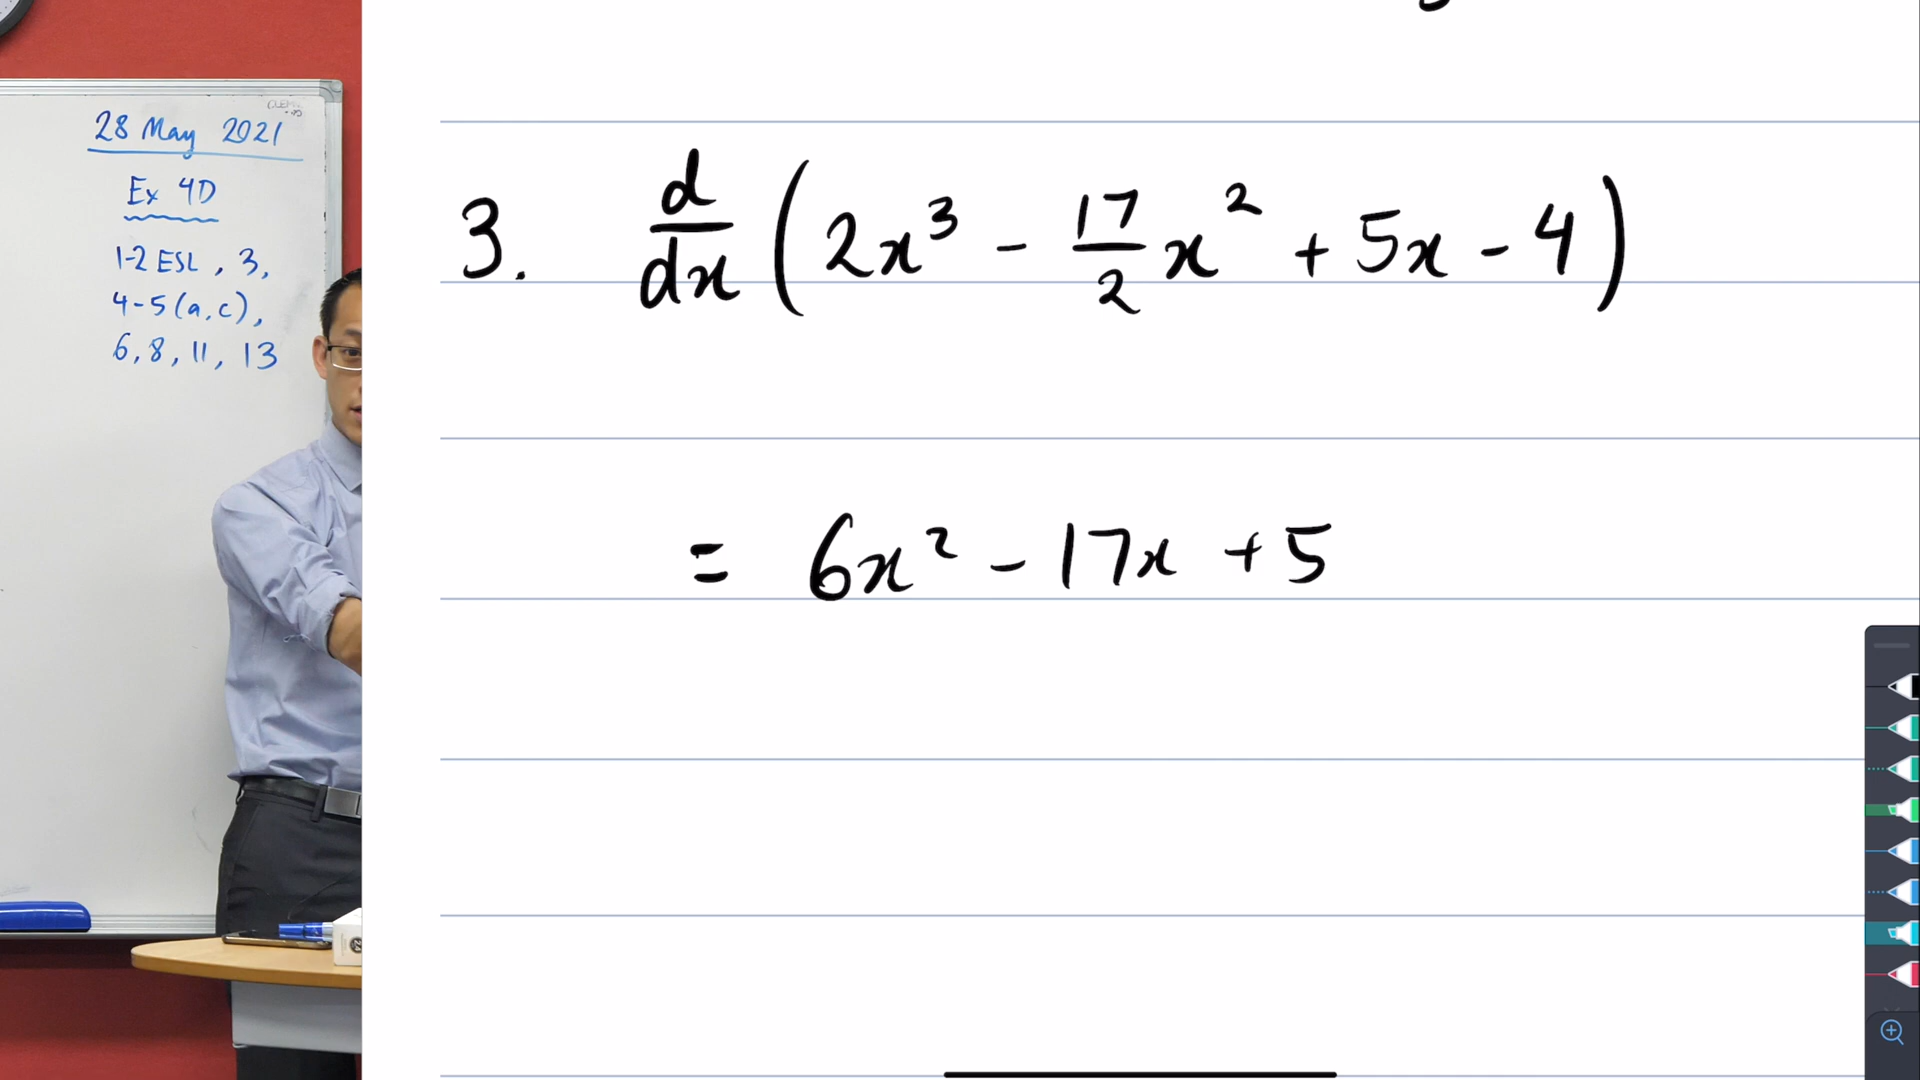 28 May 2021
Ex 4D
1-2 ESL, 3,
4-5 (a, c),
6, 8, 11, 13
3. d/dx (2x³ - 17/2 x² + 5x - 4)
= 6x² - 17x + 5